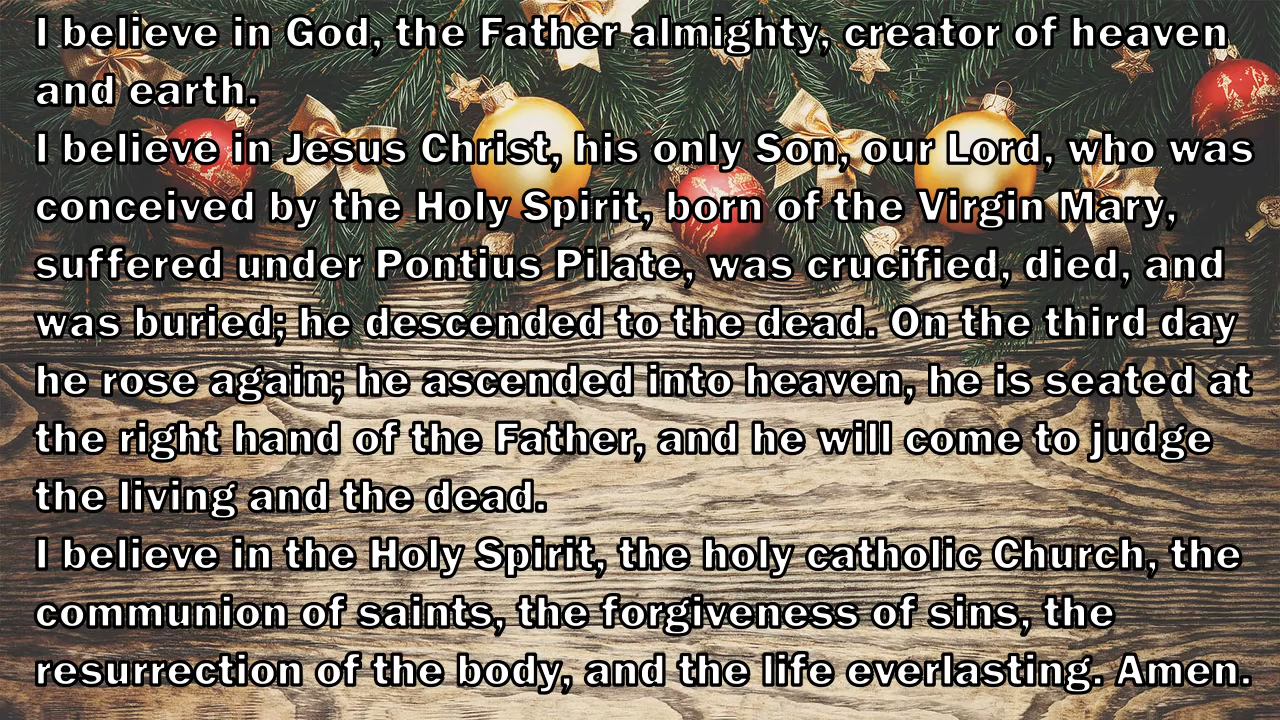 I believe in God, the Father almighty, creator of heaven
and earth.
I believe in Jesus Christ, his only Son, our Lord, who was
conceived by the Holy Spirit, born of the Virgin Mary,
suffered under Pontius Pilate, was crucified, died, and
was buried; he descended to the dead. On the third day
he rose again; he ascended into heaven, he is seated at
the right hand of the Father, and he will come to judge
the living and the dead.
I believe in the Holy Spirit, the holy catholic Church, the
communion of saints, the forgiveness of sins, the
resurrection of the body, and the life everlasting. Amen.